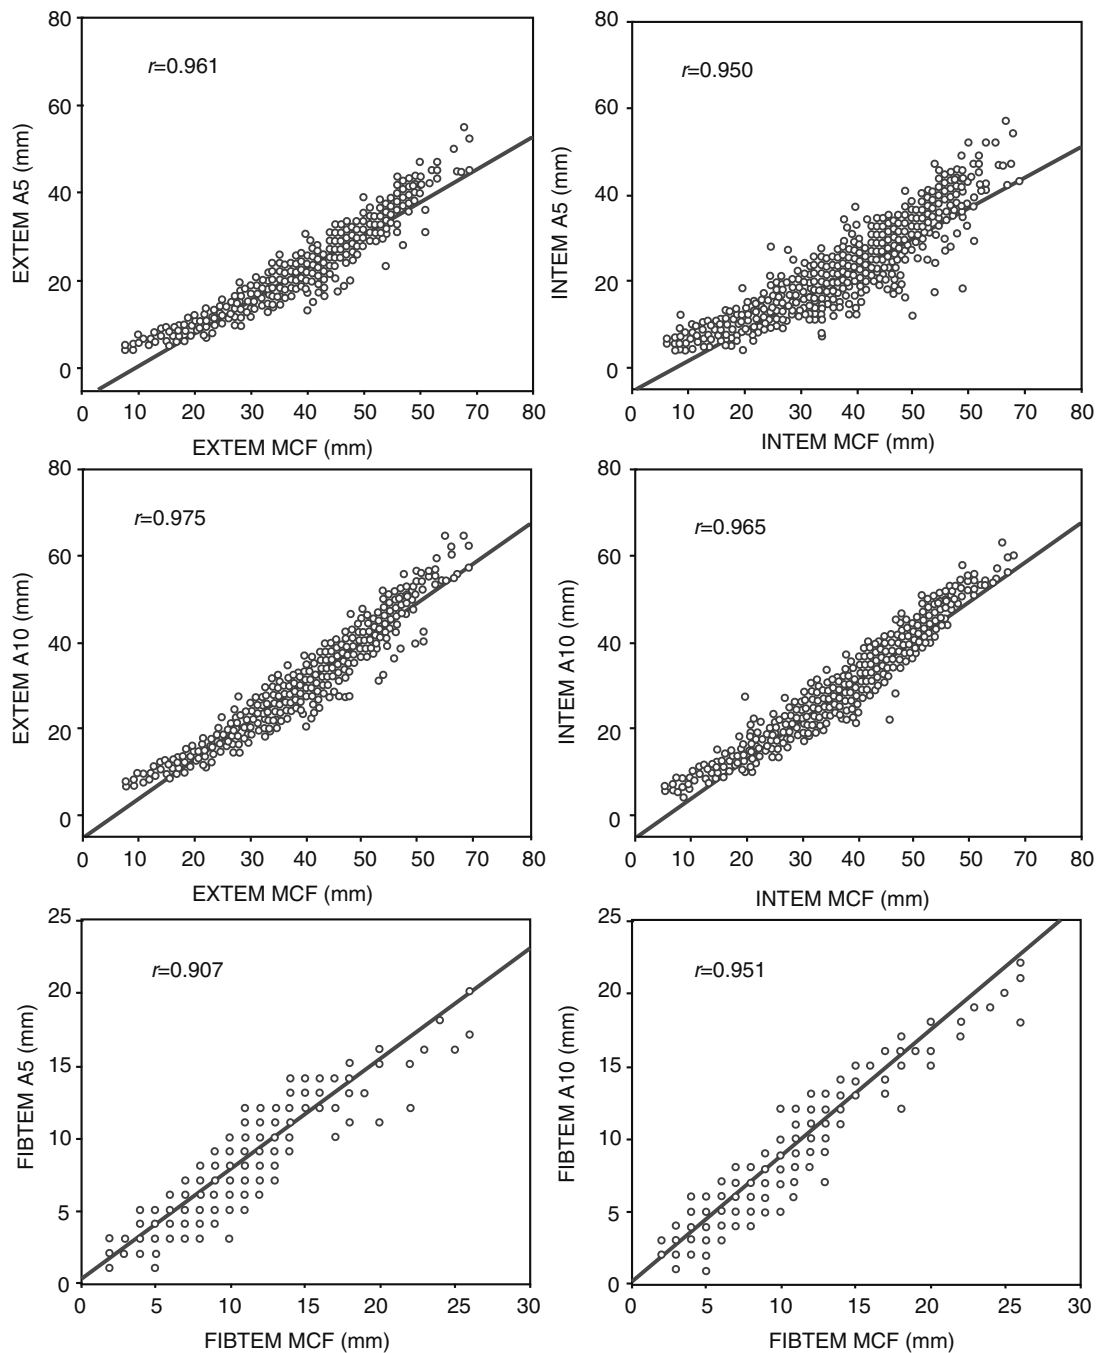 80
60
40
20
0
EXTEM A5 (mm)
r=0.961
0 10 20 30 40 50 50 70 80
EXTEM MCF (mm)
80
60
40
20
0
INTEM A5 (mm)
r=0.950
0 10 20 30 40 50 50 70 80
INTEM MCF (mm)
80
60
40
20
0
EXTEM A10 (mm)
r=0.975
0 10 20 30 40 50 50 70 80
EXTEM MCF (mm)
80
60
40
20
0
INTEM A10 (mm)
r=0.965
0 10 20 30 40 50 50 70 80
INTEM MCF (mm)
25
20
15
10
5
0
FIBTEM A5 (mm)
r=0.907
0 5 10 15 20 25 30
FIBTEM MCF (mm)
25
20
15
10
5
0
FIBTEM A10 (mm)
r=0.951
0 5 10 15 20 25 30
FIBTEM MCF (mm)